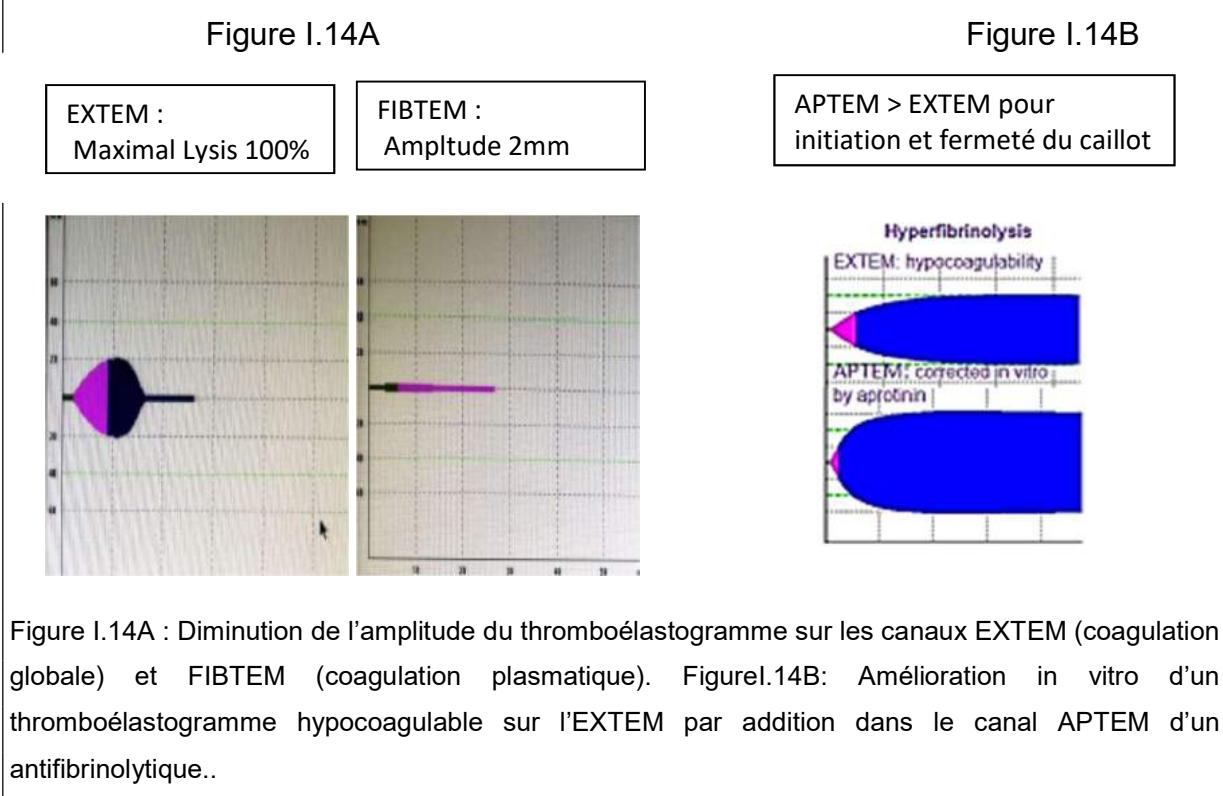 Figure I.14A
Figure I.14B
EXTEM :
Maximal Lysis 100%
FIBTEM :
Ampltude 2mm
APTEM > EXTEM pour
initiation et fermeté du caillot
Hyperfibrinolysis
EXTEM: hypocoagulability
APTEM: corrected in vitro
by aprotinin
Figure I.14A : Diminution de l’amplitude du thromboélastogramme sur les canaux EXTEM (coagulation
globale) et FIBTEM (coagulation plasmatique). FigureI.14B: Amélioration in vitro d’un
thromboélastogramme hypocoagulable sur l’EXTEM par addition dans le canal APTEM d’un
antifibrinolytique..